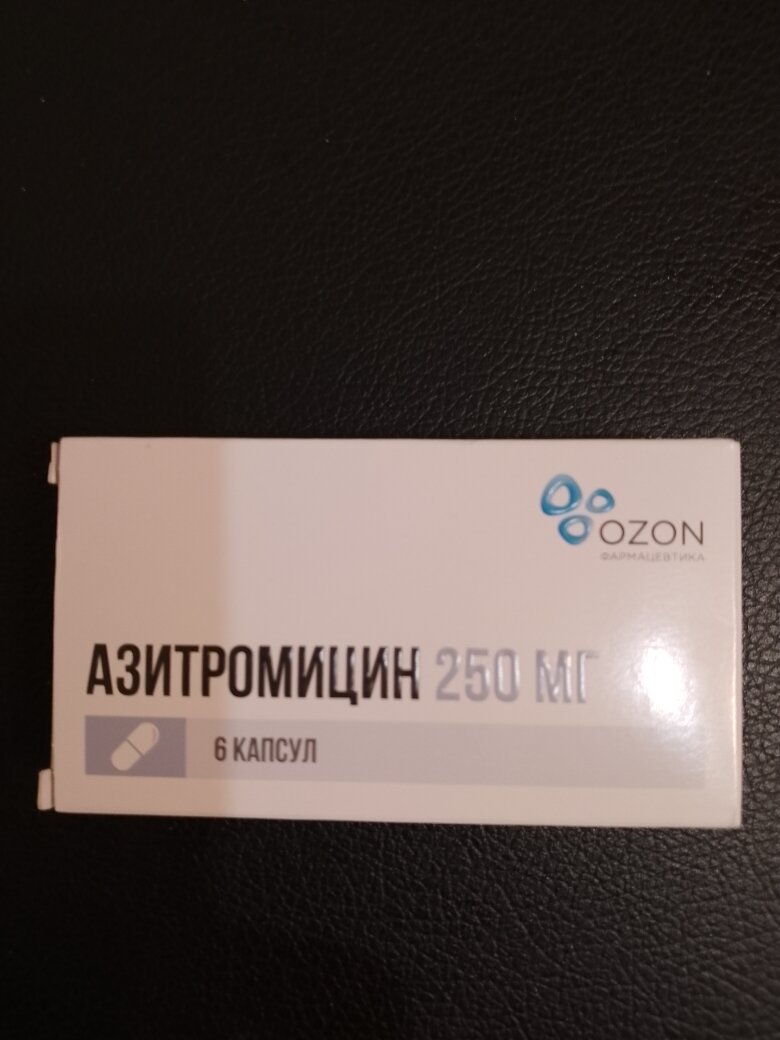 OZON
ФАРМАЦЕВТИКА
АЗИТРОМИЦИН 250 МГ
6 КАПСУЛ